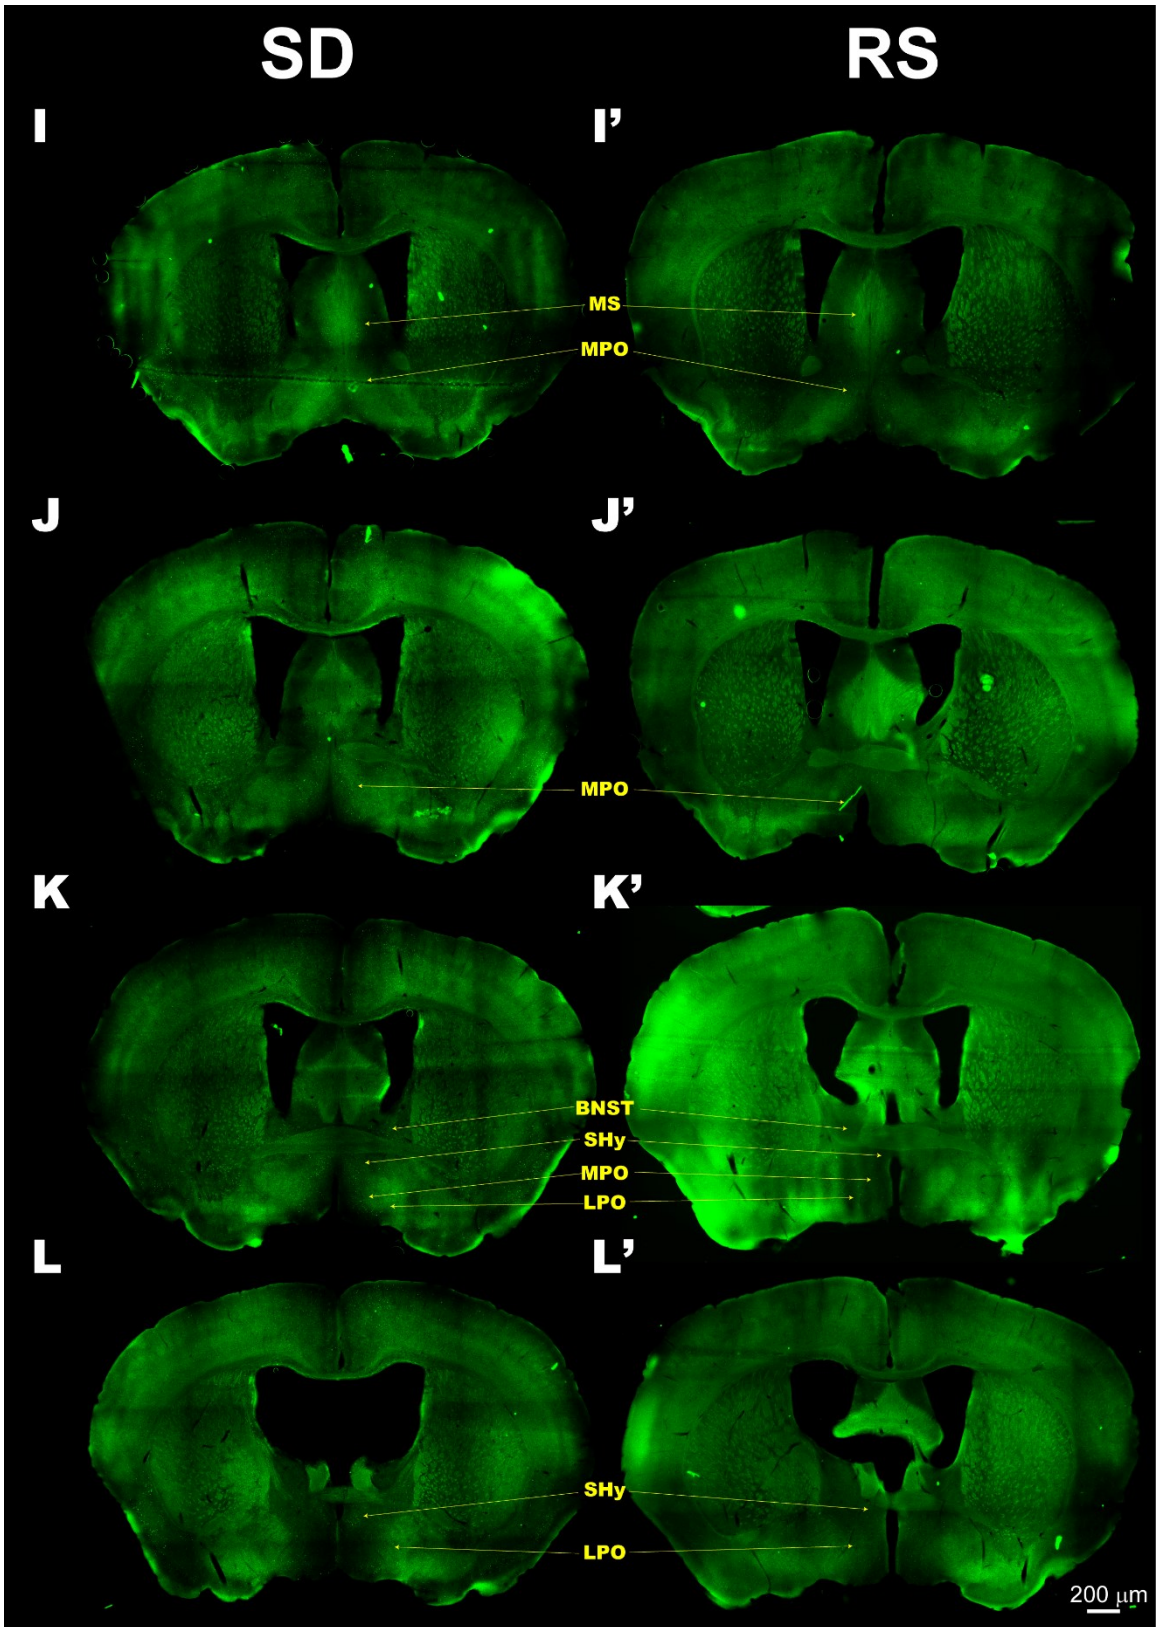 SD RS
I I’
MS
MPO
J J’
MPO
K K’
BNST
SHy
MPO
LPO
L L’
SHy
LPO
200 µm